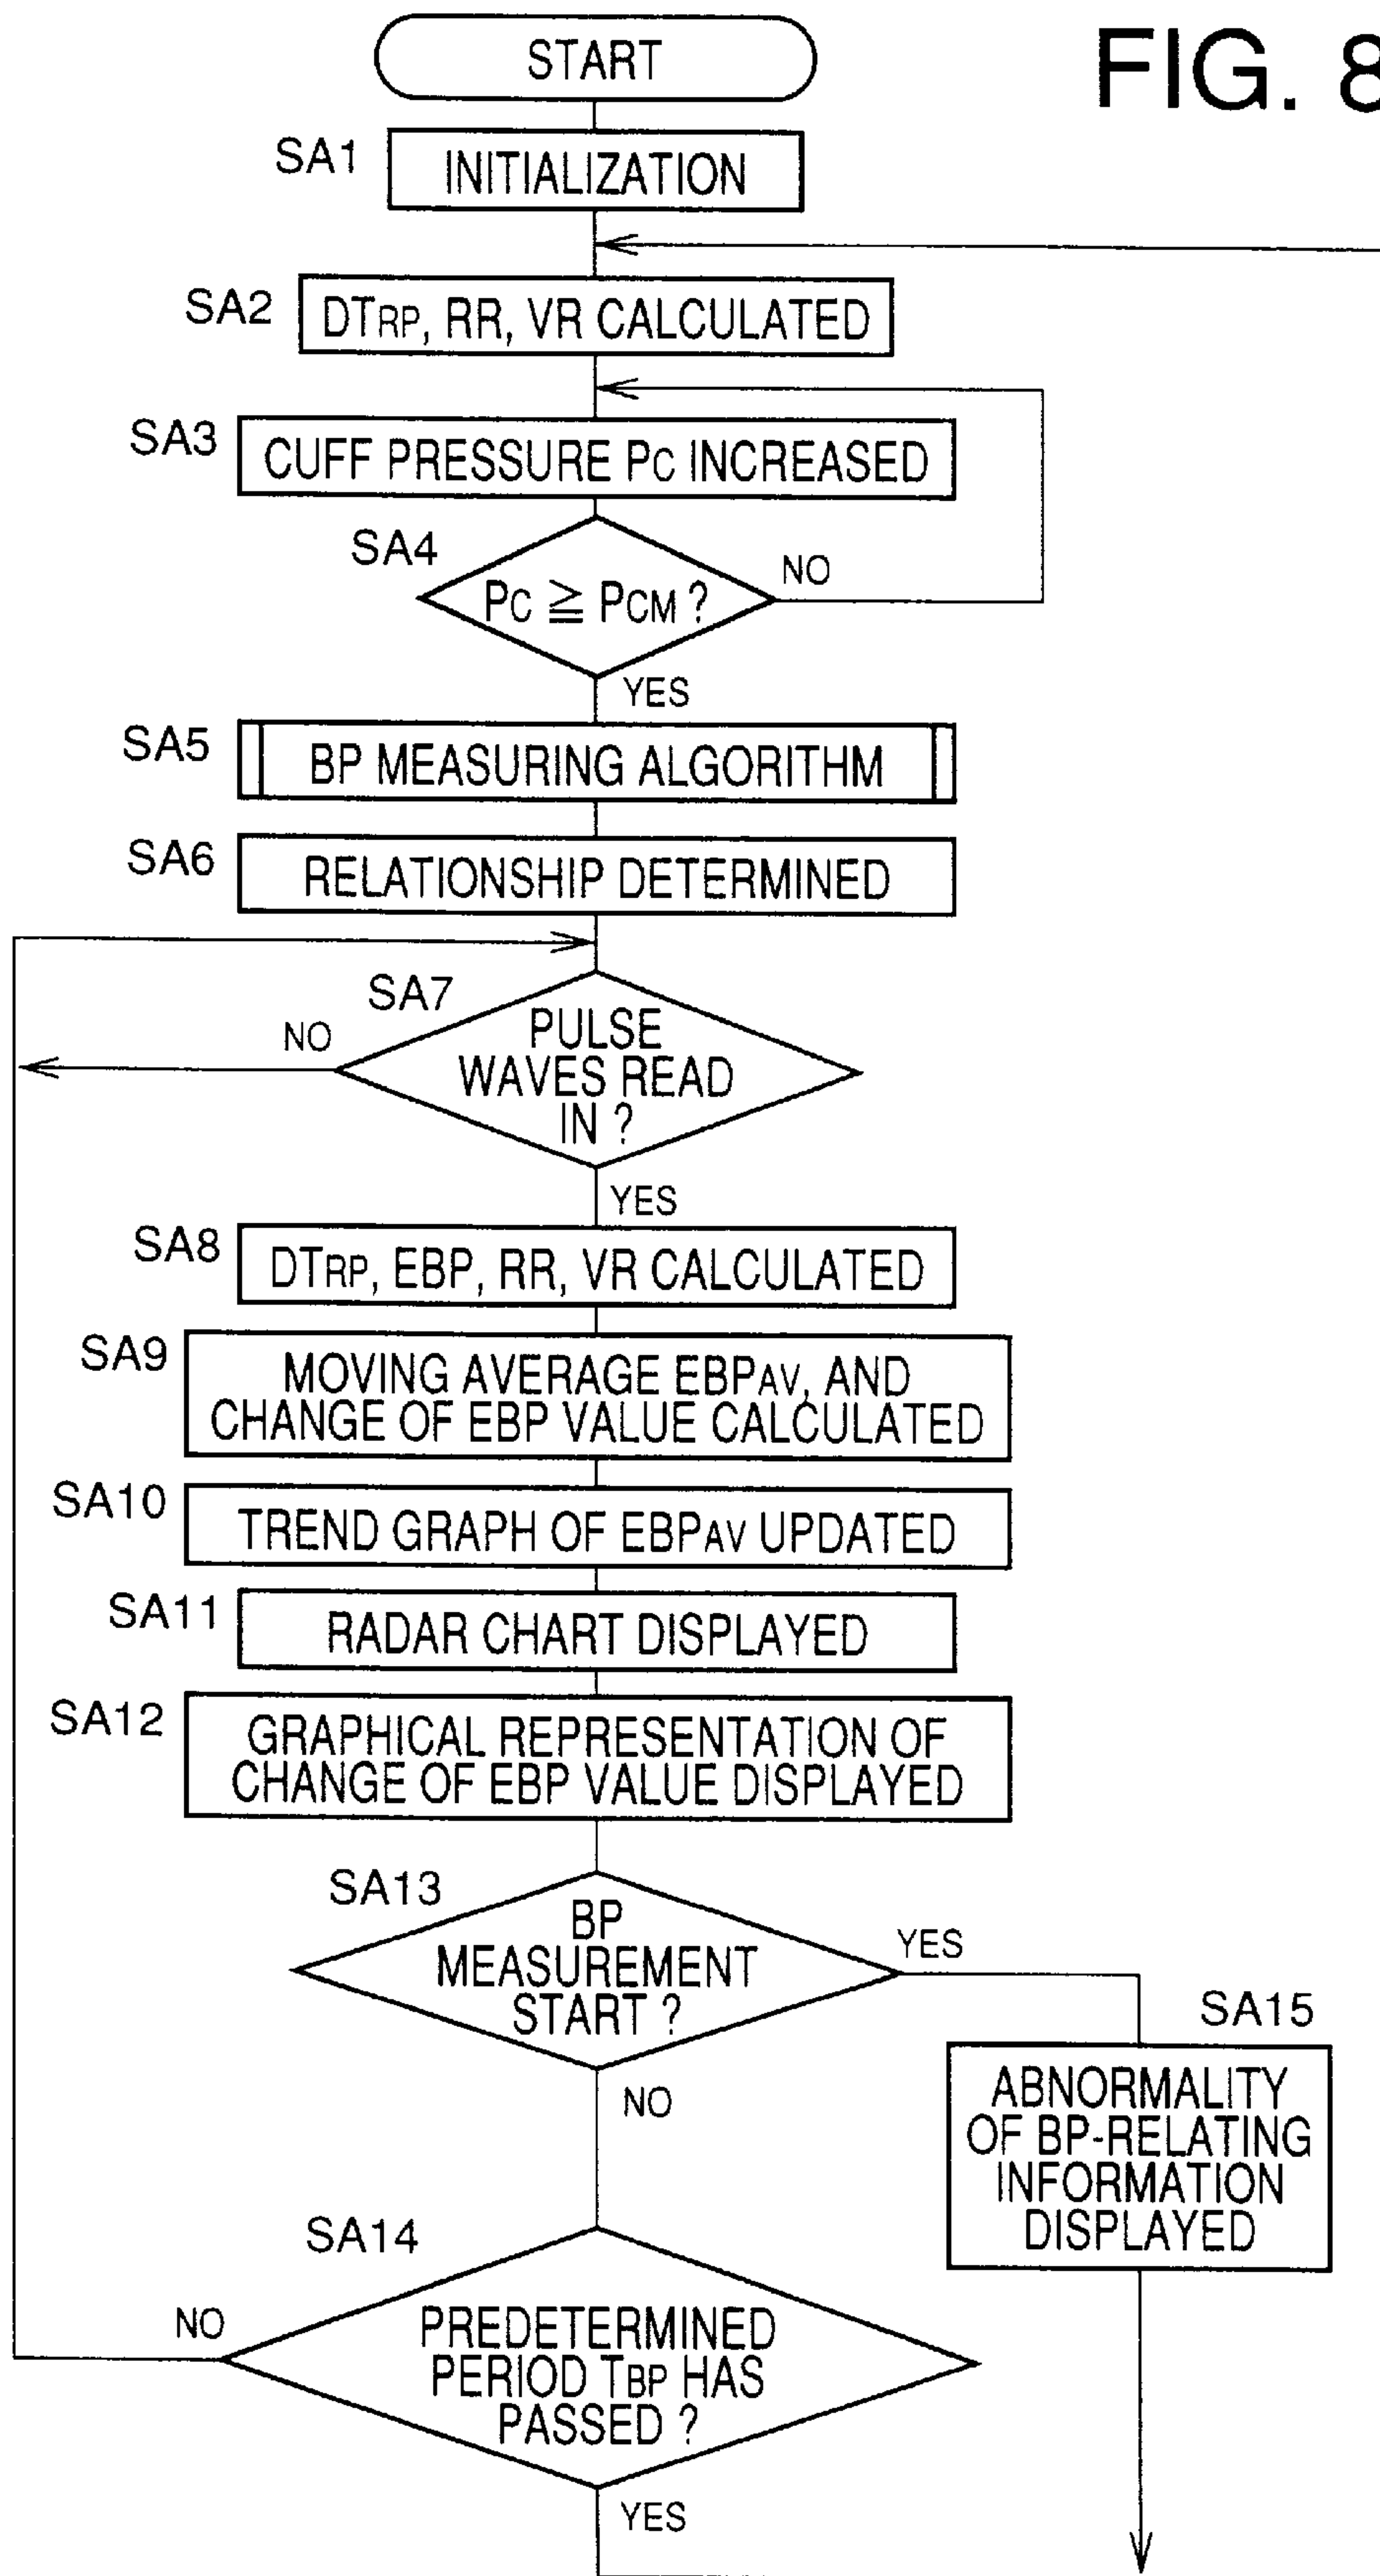 FIG. 8
START
SA1
INITIALIZATION
SA2
DTRP, RR, VR CALCULATED
SA3
CUFF PRESSURE PC INCREASED
SA4
PC ≧ PCM ?
NO
YES
SA5
BP MEASURING ALGORITHM
SA6
RELATIONSHIP DETERMINED
SA7
NO
PULSE
WAVES READ
IN ?
YES
SA8
DTRP, EBP, RR, VR CALCULATED
SA9
MOVING AVERAGE EBPAV, AND
CHANGE OF EBP VALUE CALCULATED
SA10
TREND GRAPH OF EBPAV UPDATED
SA11
RADAR CHART DISPLAYED
SA12
GRAPHICAL REPRESENTATION OF
CHANGE OF EBP VALUE DISPLAYED
SA13
BP
MEASUREMENT
START ?
YES
NO
SA15
ABNORMALITY
OF BP-RELATING
INFORMATION
DISPLAYED
SA14
NO
PREDETERMINED
PERIOD TBP HAS
PASSED ?
YES